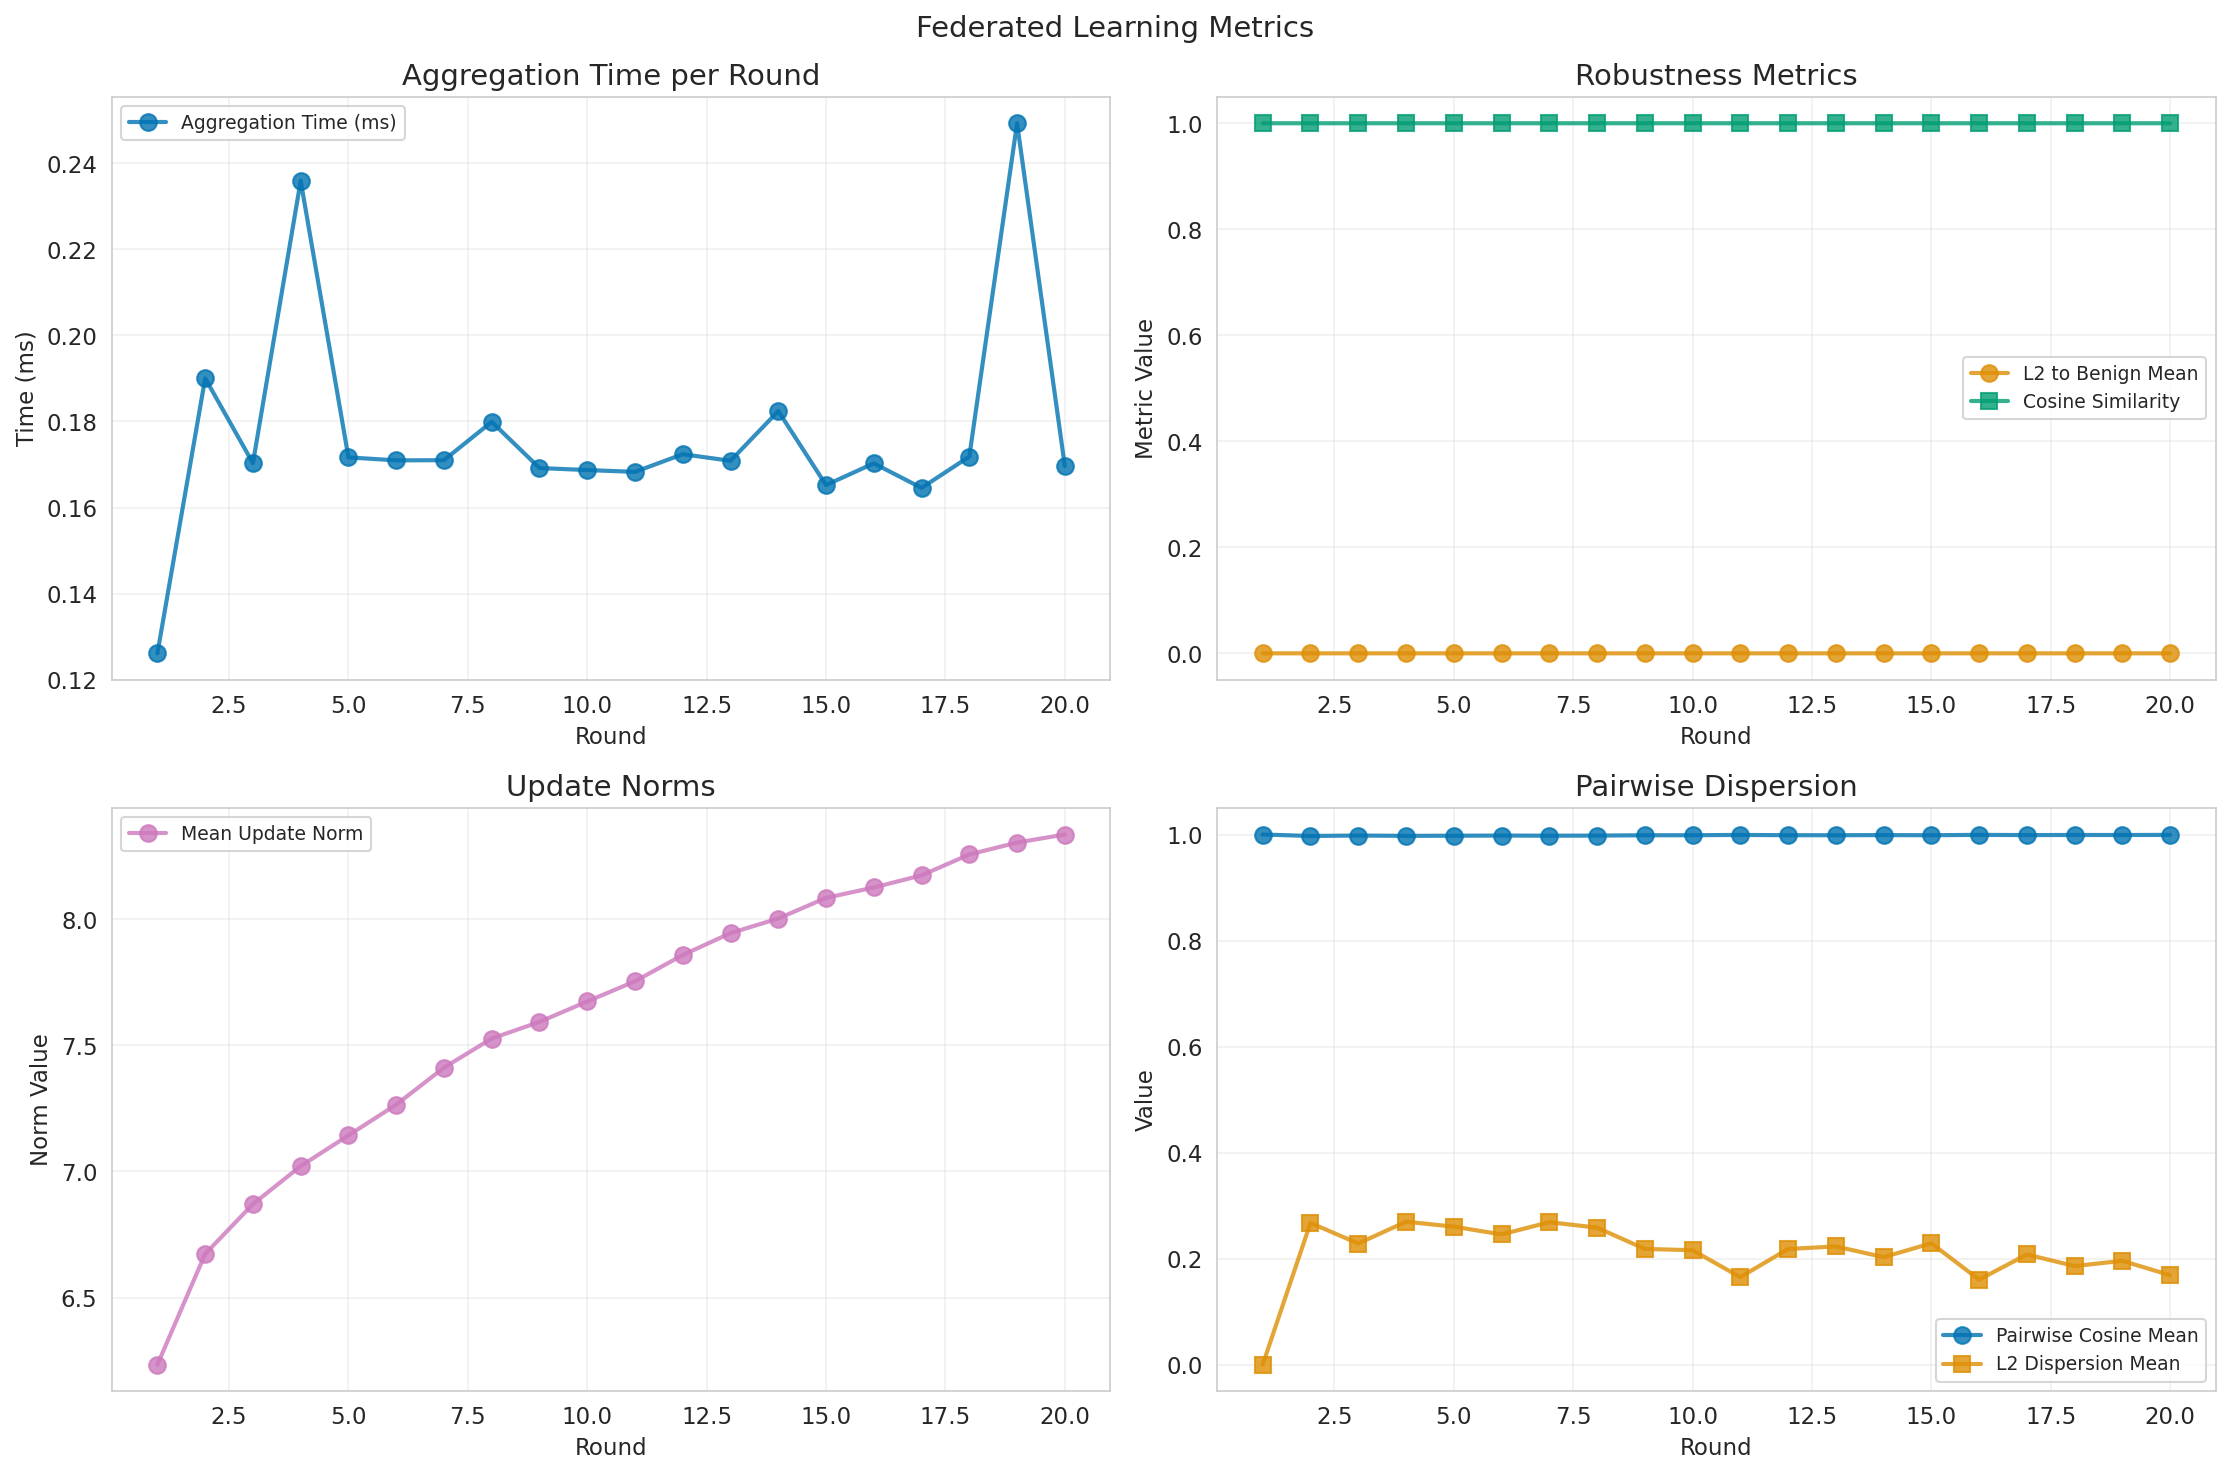 Federated Learning Metrics
Aggregation Time per Round
Aggregation Time (ms)
Time (ms)
0.24
0.22
0.20
0.18
0.16
0.14
0.12
2.5 5.0 7.5 10.0 12.5 15.0 17.5 20.0
Round
Robustness Metrics
Metric Value
1.0
0.8
0.6
0.4
0.2
0.0
L2 to Benign Mean
Cosine Similarity
2.5 5.0 7.5 10.0 12.5 15.0 17.5 20.0
Round
Update Norms
Mean Update Norm
Norm Value
8.0
7.5
7.0
6.5
2.5 5.0 7.5 10.0 12.5 15.0 17.5 20.0
Round
Pairwise Dispersion
Value
1.0
0.8
0.6
0.4
0.2
0.0
Pairwise Cosine Mean
L2 Dispersion Mean
2.5 5.0 7.5 10.0 12.5 15.0 17.5 20.0
Round